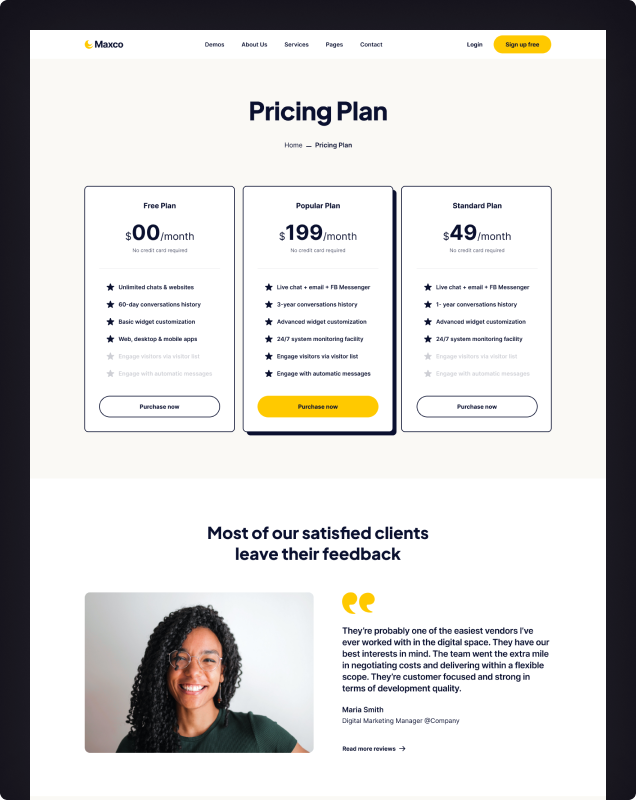 Maxco
Demos
About Us
Services
Pages
Contact
Login
Sign up free
Pricing Plan
Home — Pricing Plan
Free Plan
$00/month
No credit card required
Unlimited chats & websites
60-day conversations history
Basic widget customization
Web, desktop & mobile apps
Engage visitors via visitor list
Engage with automatic messages
Purchase now
Popular Plan
$199/month
No credit card required
Live chat + email + FB Messenger
3-year conversations history
Advanced widget customization
24/7 system monitoring facility
Engage visitors via visitor list
Engage with automatic messages
Purchase now
Standard Plan
$49/month
No credit card required
Live chat + email + FB Messenger
1- year conversations history
Advanced widget customization
24/7 system monitoring facility
Engage visitors via visitor list
Engage with automatic messages
Purchase now
Most of our satisfied clients
leave their feedback
They're probably one of the easiest vendors I've
ever worked with in the digital space. They have our
best interests in mind. The team went the extra mile
in negotiating costs and delivering within a flexible
scope. They're customer focused and strong in
terms of development quality.
Maria Smith
Digital Marketing Manager @Company
Read more reviews →